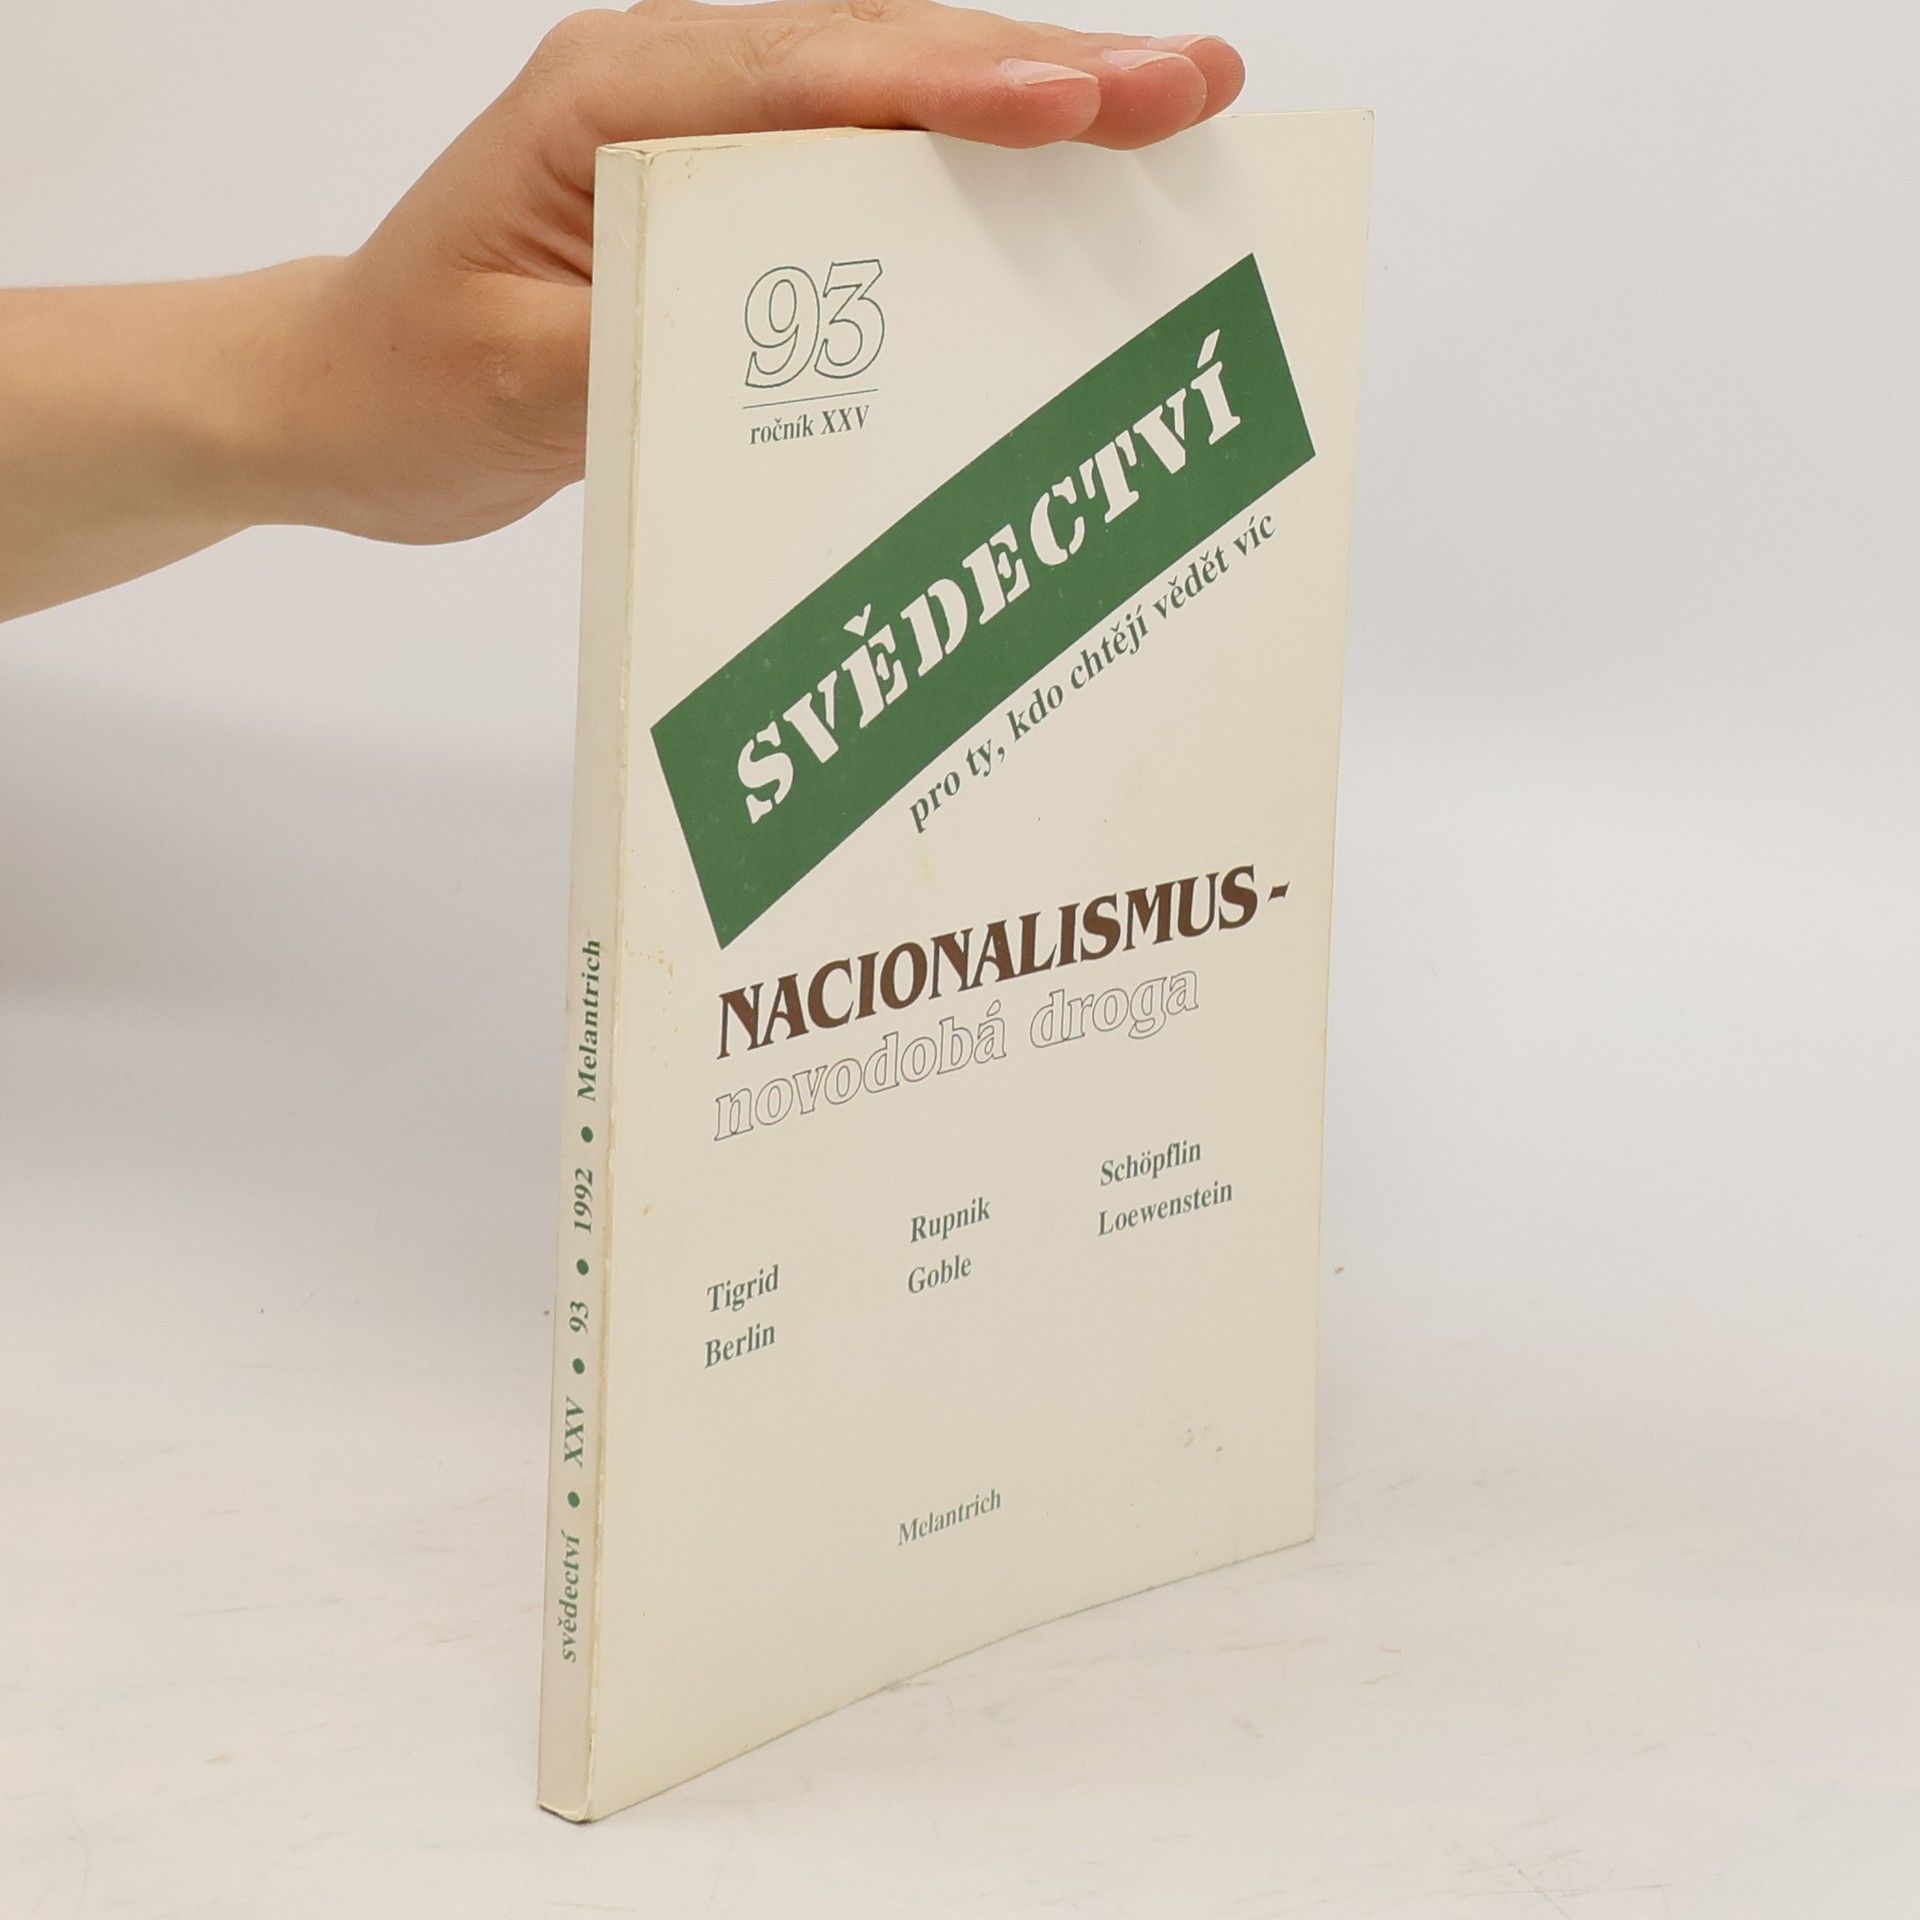 93
ročník XXV
SVĚDECTVÍ
pro ty, kdo chtějí vědět víc
NACIONALISMUS -
novodobá droga
Tigrid
Berlin
Rupnik
Goble
Schöpflin
Loewenstein
Melantrich
svědectví • XXV • 93 • 1992 • Melantrich